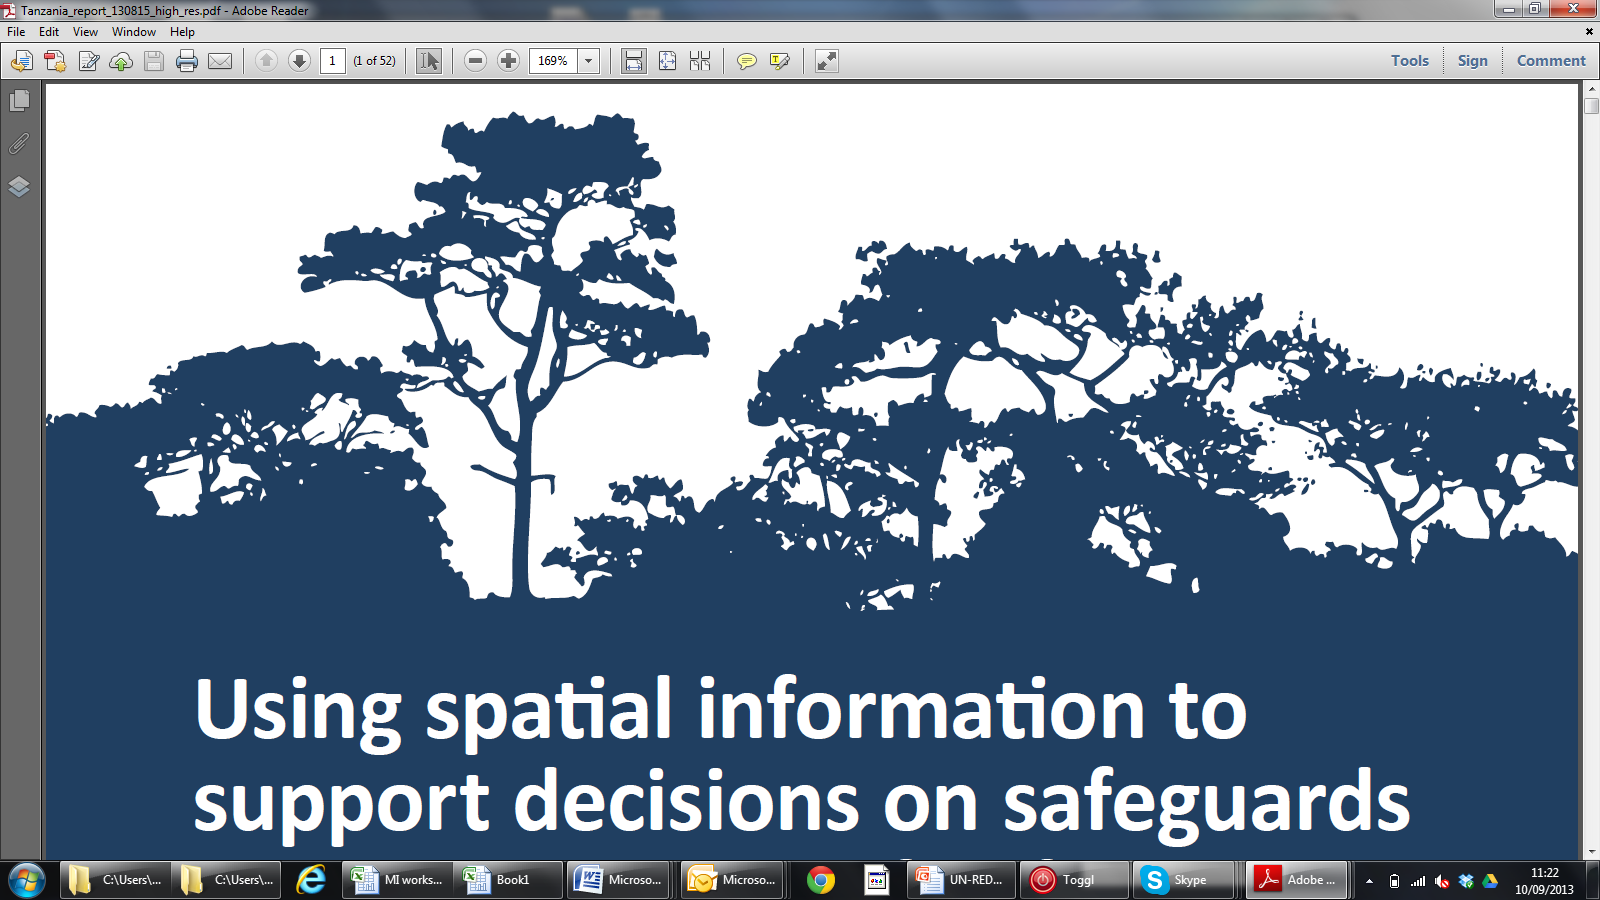 Tanzania_report_130815_high_res.pdf - Adobe Reader
File Edit View Window Help
1 (1 of 52) 169% Tools Sign Comment
Using spatial information to
support decisions on safeguards
C:\Users\... C:\Users\... MI works... Book1 Microso... Microso... UN-RED... Toggl Skype Adobe ... 11:22
10/09/2013